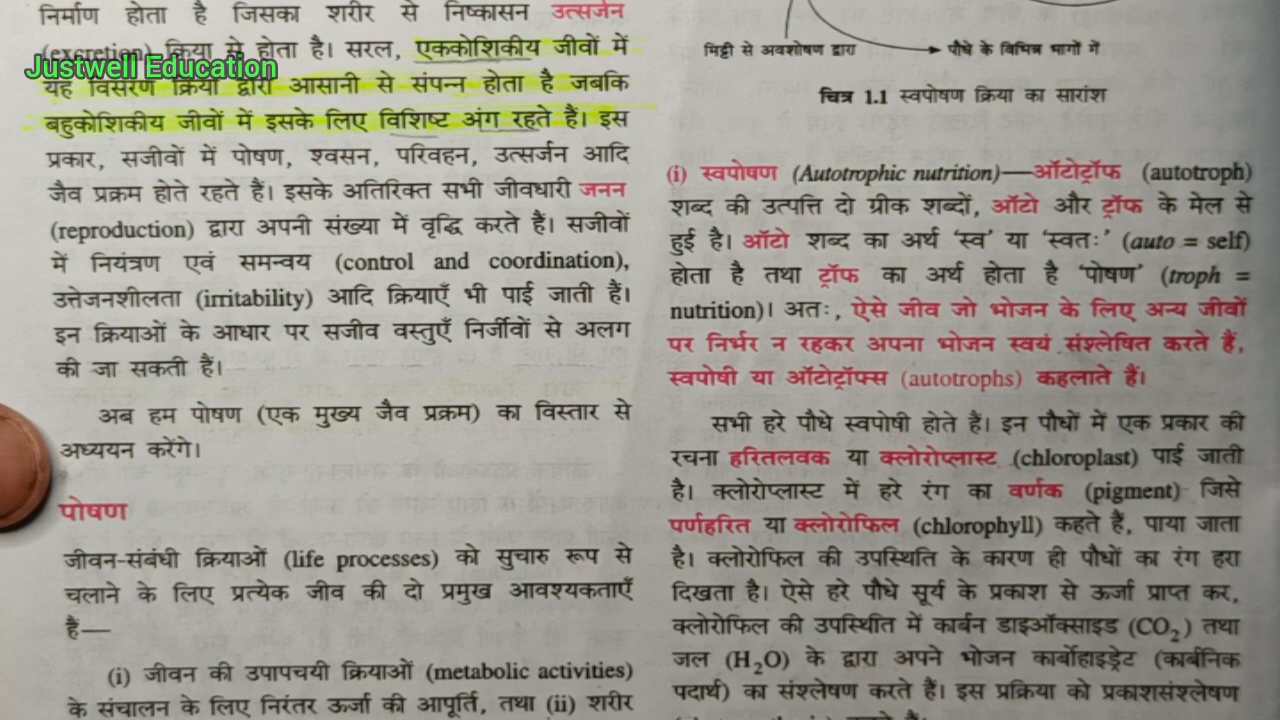 निर्माण होता है जिसका शरीर से निष्कासन उत्सर्जन
(excretion) क्रिया से होता है। सरल, एककोशिकीय जीवों में
Justwell Education
यह विसरण क्रिया द्वारा आसानी से संपन्न होता है जबकि
बहुकोशिकीय जीवों में इसके लिए विशिष्ट अंग रहते हैं। इस
प्रकार, सजीवों में पोषण, श्वसन, परिवहन, उत्सर्जन आदि
जैव प्रक्रम होते रहते हैं। इसके अतिरिक्त सभी जीवधारी जनन
(reproduction) द्वारा अपनी संख्या में वृद्धि करते हैं। सजीवों
में नियंत्रण एवं समन्वय (control and coordination),
उत्तेजनशीलता (irritability) आदि क्रियाएँ भी पाई जाती हैं।
इन क्रियाओं के आधार पर सजीव वस्तुएँ निर्जीवों से अलग
की जा सकती हैं।
अब हम पोषण (एक मुख्य जैव प्रक्रम) का विस्तार से
अध्ययन करेंगे।
पोषण
जीवन-संबंधी क्रियाओं (life processes) को सुचारु रूप से
चलाने के लिए प्रत्येक जीव की दो प्रमुख आवश्यकताएँ
हैं—
(i) जीवन की उपापचयी क्रियाओं (metabolic activities)
के संचालन के लिए निरंतर ऊर्जा की आपूर्ति, तथा (ii) शरीर
मिट्टी से अवशोषण द्वारा
पौधे के विभिन्न भागों में
चित्र 1.1 स्वपोषण क्रिया का सारांश
(i) स्वपोषण (Autotrophic nutrition)—ऑटोट्रॉफ (autotroph)
शब्द की उत्पत्ति दो ग्रीक शब्दों, ऑटो और ट्रॉफ के मेल से
हुई है। ऑटो शब्द का अर्थ ‘स्व’ या ‘स्वतः’ (auto = self)
होता है तथा ट्रॉफ का अर्थ होता है ‘पोषण’ (troph =
nutrition)। अतः, ऐसे जीव जो भोजन के लिए अन्य जीवों
पर निर्भर न रहकर अपना भोजन स्वयं संश्लेषित करते हैं,
स्वपोषी या ऑटोट्रॉफ्स (autotrophs) कहलाते हैं।
सभी हरे पौधे स्वपोषी होते हैं। इन पौधों में एक प्रकार की
रचना हरितलवक या क्लोरोप्लास्ट (chloroplast) पाई जाती
है। क्लोरोप्लास्ट में हरे रंग का वर्णक (pigment) जिसे
पर्णहरित या क्लोरोफिल (chlorophyll) कहते हैं, पाया जाता
है। क्लोरोफिल की उपस्थिति के कारण ही पौधों का रंग हरा
दिखता है। ऐसे हरे पौधे सूर्य के प्रकाश से ऊर्जा प्राप्त कर,
क्लोरोफिल की उपस्थिति में कार्बन डाइऑक्साइड (CO₂) तथा
जल (H₂O) के द्वारा अपने भोजन कार्बोहाइड्रेट (कार्बनिक
पदार्थ) का संश्लेषण करते हैं। इस प्रक्रिया को प्रकाशसंश्लेषण